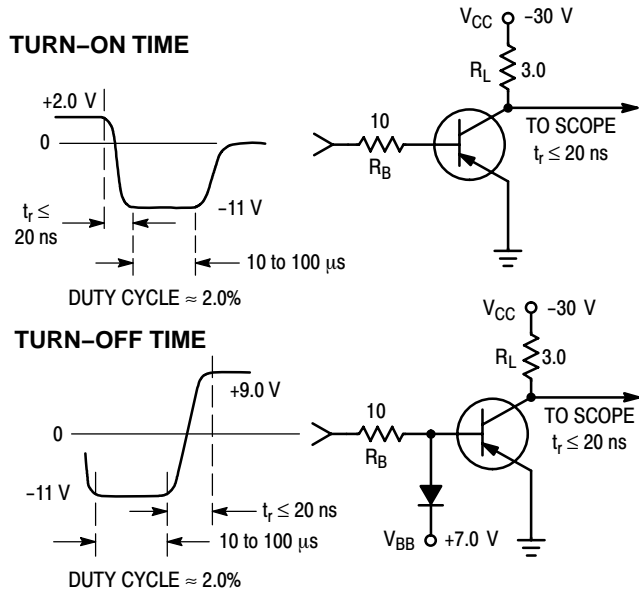 TURN–ON TIME
+2.0 V
0
t_r ≤
20 ns
–11 V
10 to 100 μs
DUTY CYCLE ≈ 2.0%
V_CC –30 V
R_L 3.0
10
R_B
TO SCOPE
t_r ≤ 20 ns
TURN–OFF TIME
+9.0 V
0
–11 V
t_r ≤ 20 ns
10 to 100 μs
DUTY CYCLE ≈ 2.0%
V_CC –30 V
R_L 3.0
10
R_B
TO SCOPE
t_r ≤ 20 ns
V_BB +7.0 V